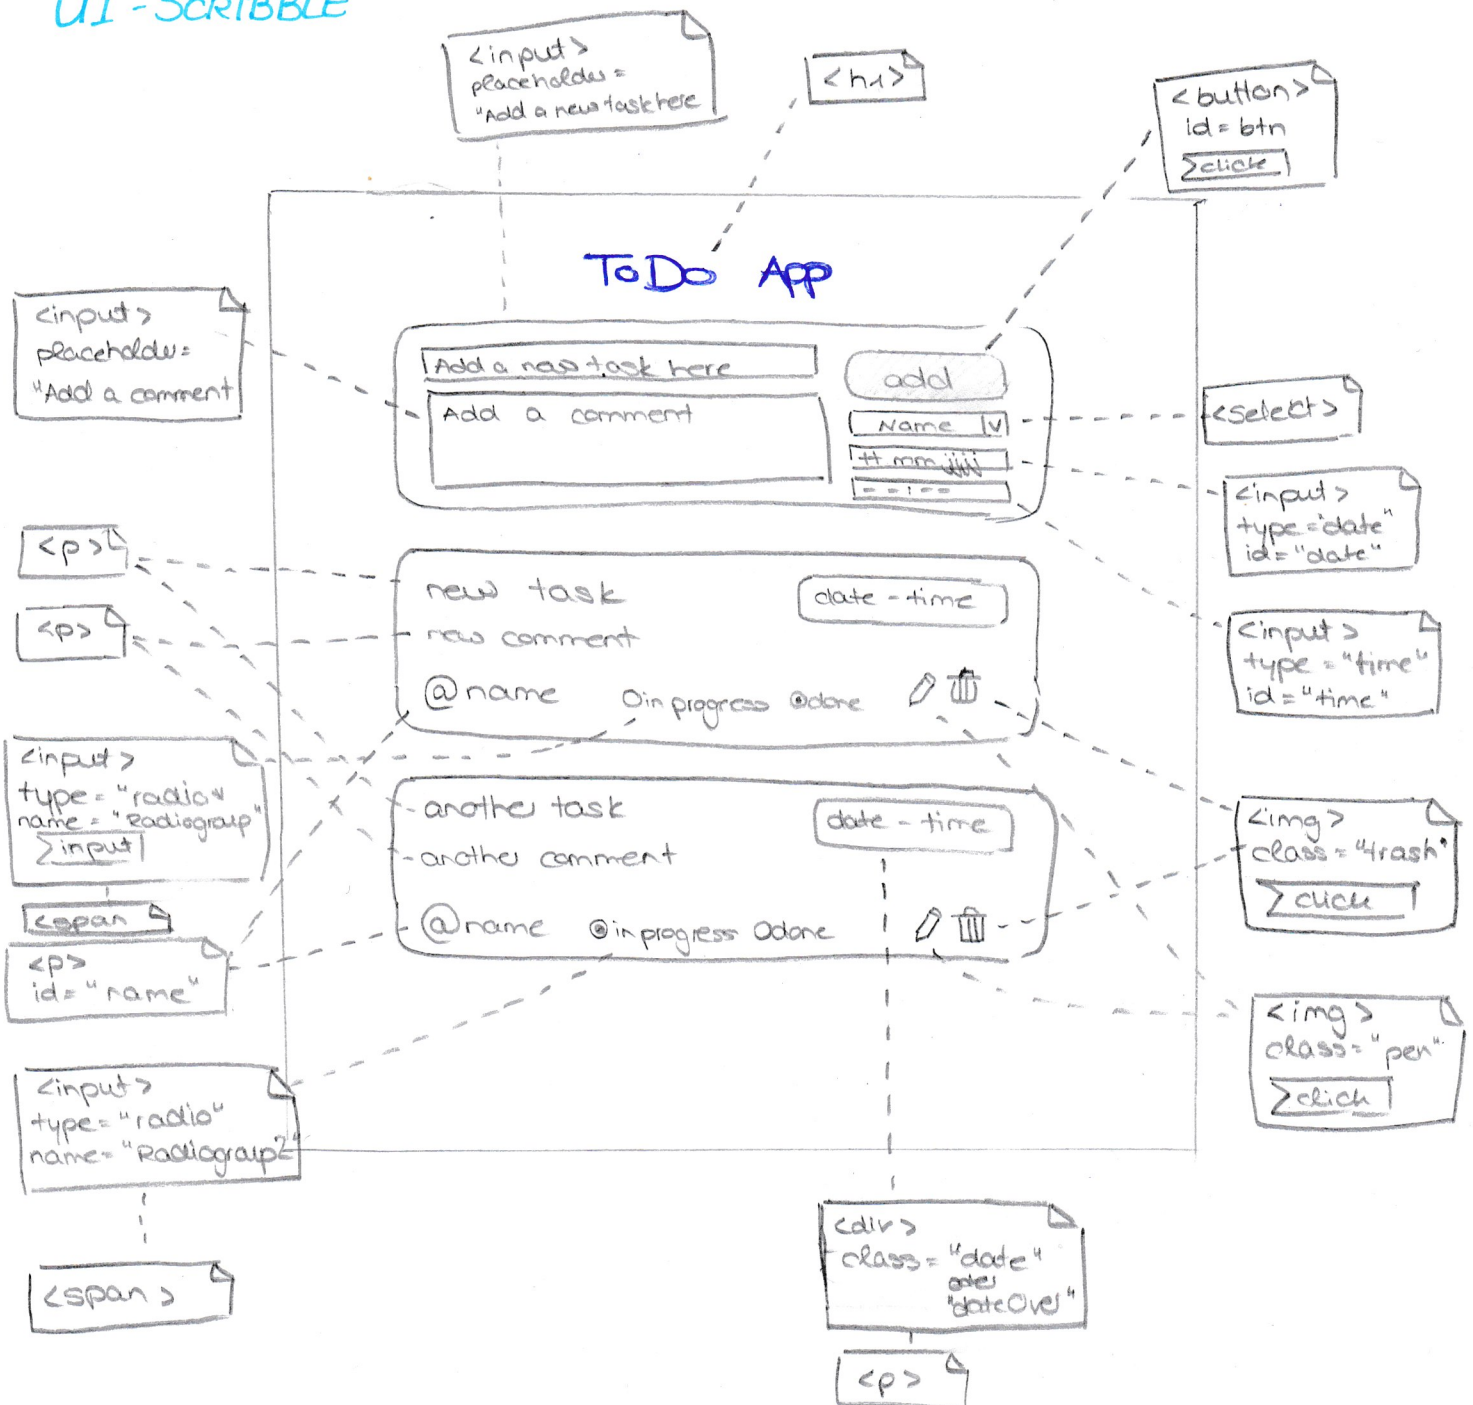 UI - SCRIBBLE
<input>
placeholder =
"Add a new task here
<h1>
<button>
id = btn
click
ToDo App
<input>
placeholder =
"Add a comment
Add a new task here
add
Add a comment
Name v
tt mm jjjj
--:--
<select>
<input>
type = "date"
id = "date"
<p>
<p>
new task
date - time
new comment
@name
O in progress
done
<input>
type = "time"
id = "time"
<input>
type = "radio"
name = "Radiogroup"
input
<span
<p>
id = "name"
another task
date - time
another comment
@name
in progress
O done
<img>
class = "trash"
click
<img>
class = "pen"
click
<input>
type = "radio"
name = "Radiogroup2"
<span>
<div>
class = "date"
oder
"dateOver"
<p>